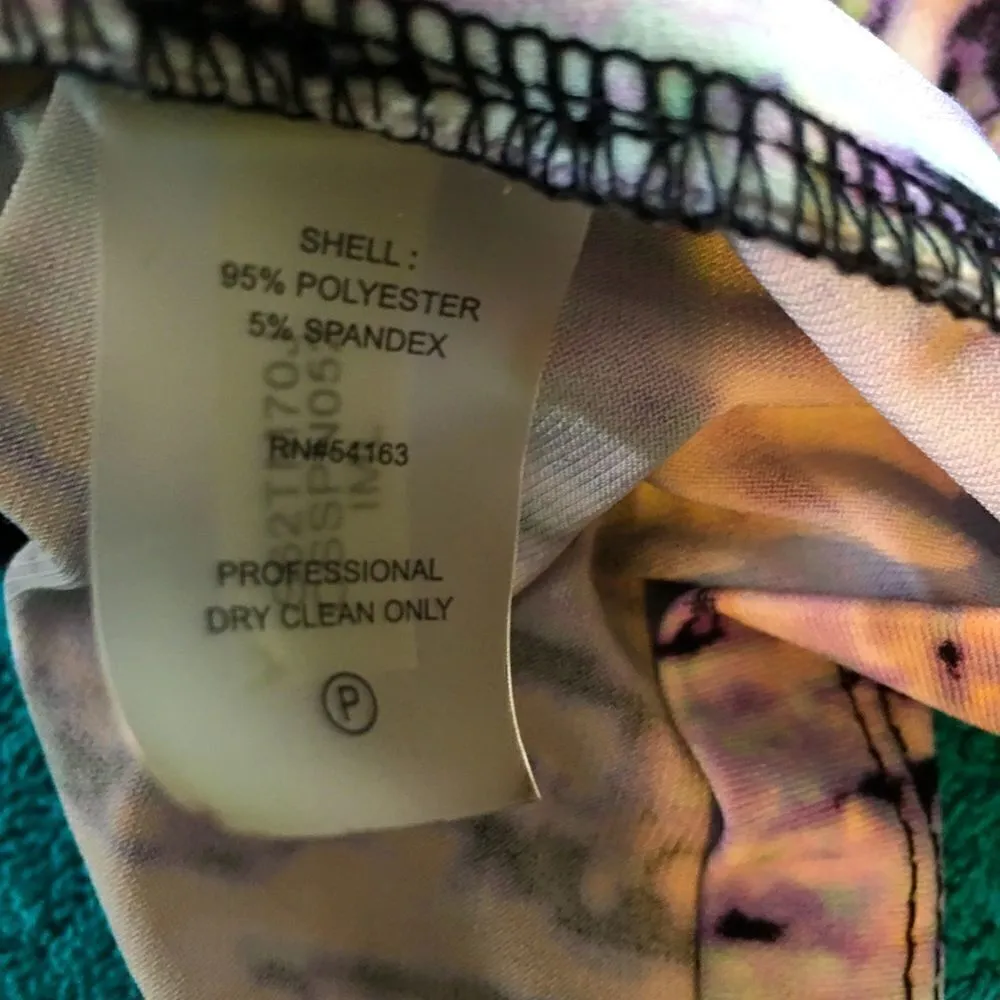 SHELL :
95% POLYESTER
5% SPANDEX
RN#54163
PROFESSIONAL
DRY CLEAN ONLY
P